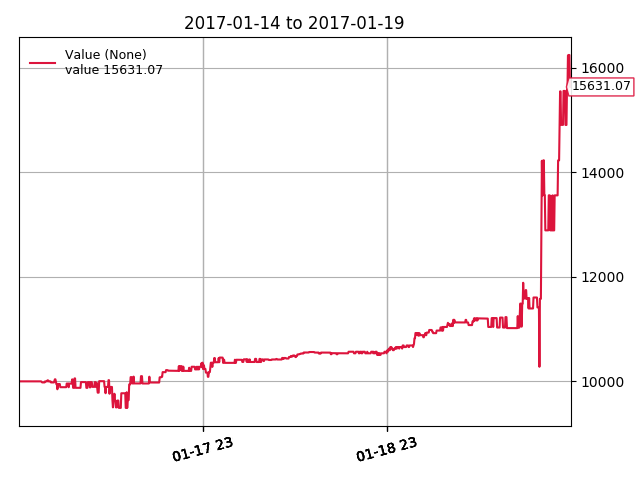 2017-01-14 to 2017-01-19
Value (None)
value 15631.07
16000
15631.07
14000
12000
10000
01-17 23
01-18 23